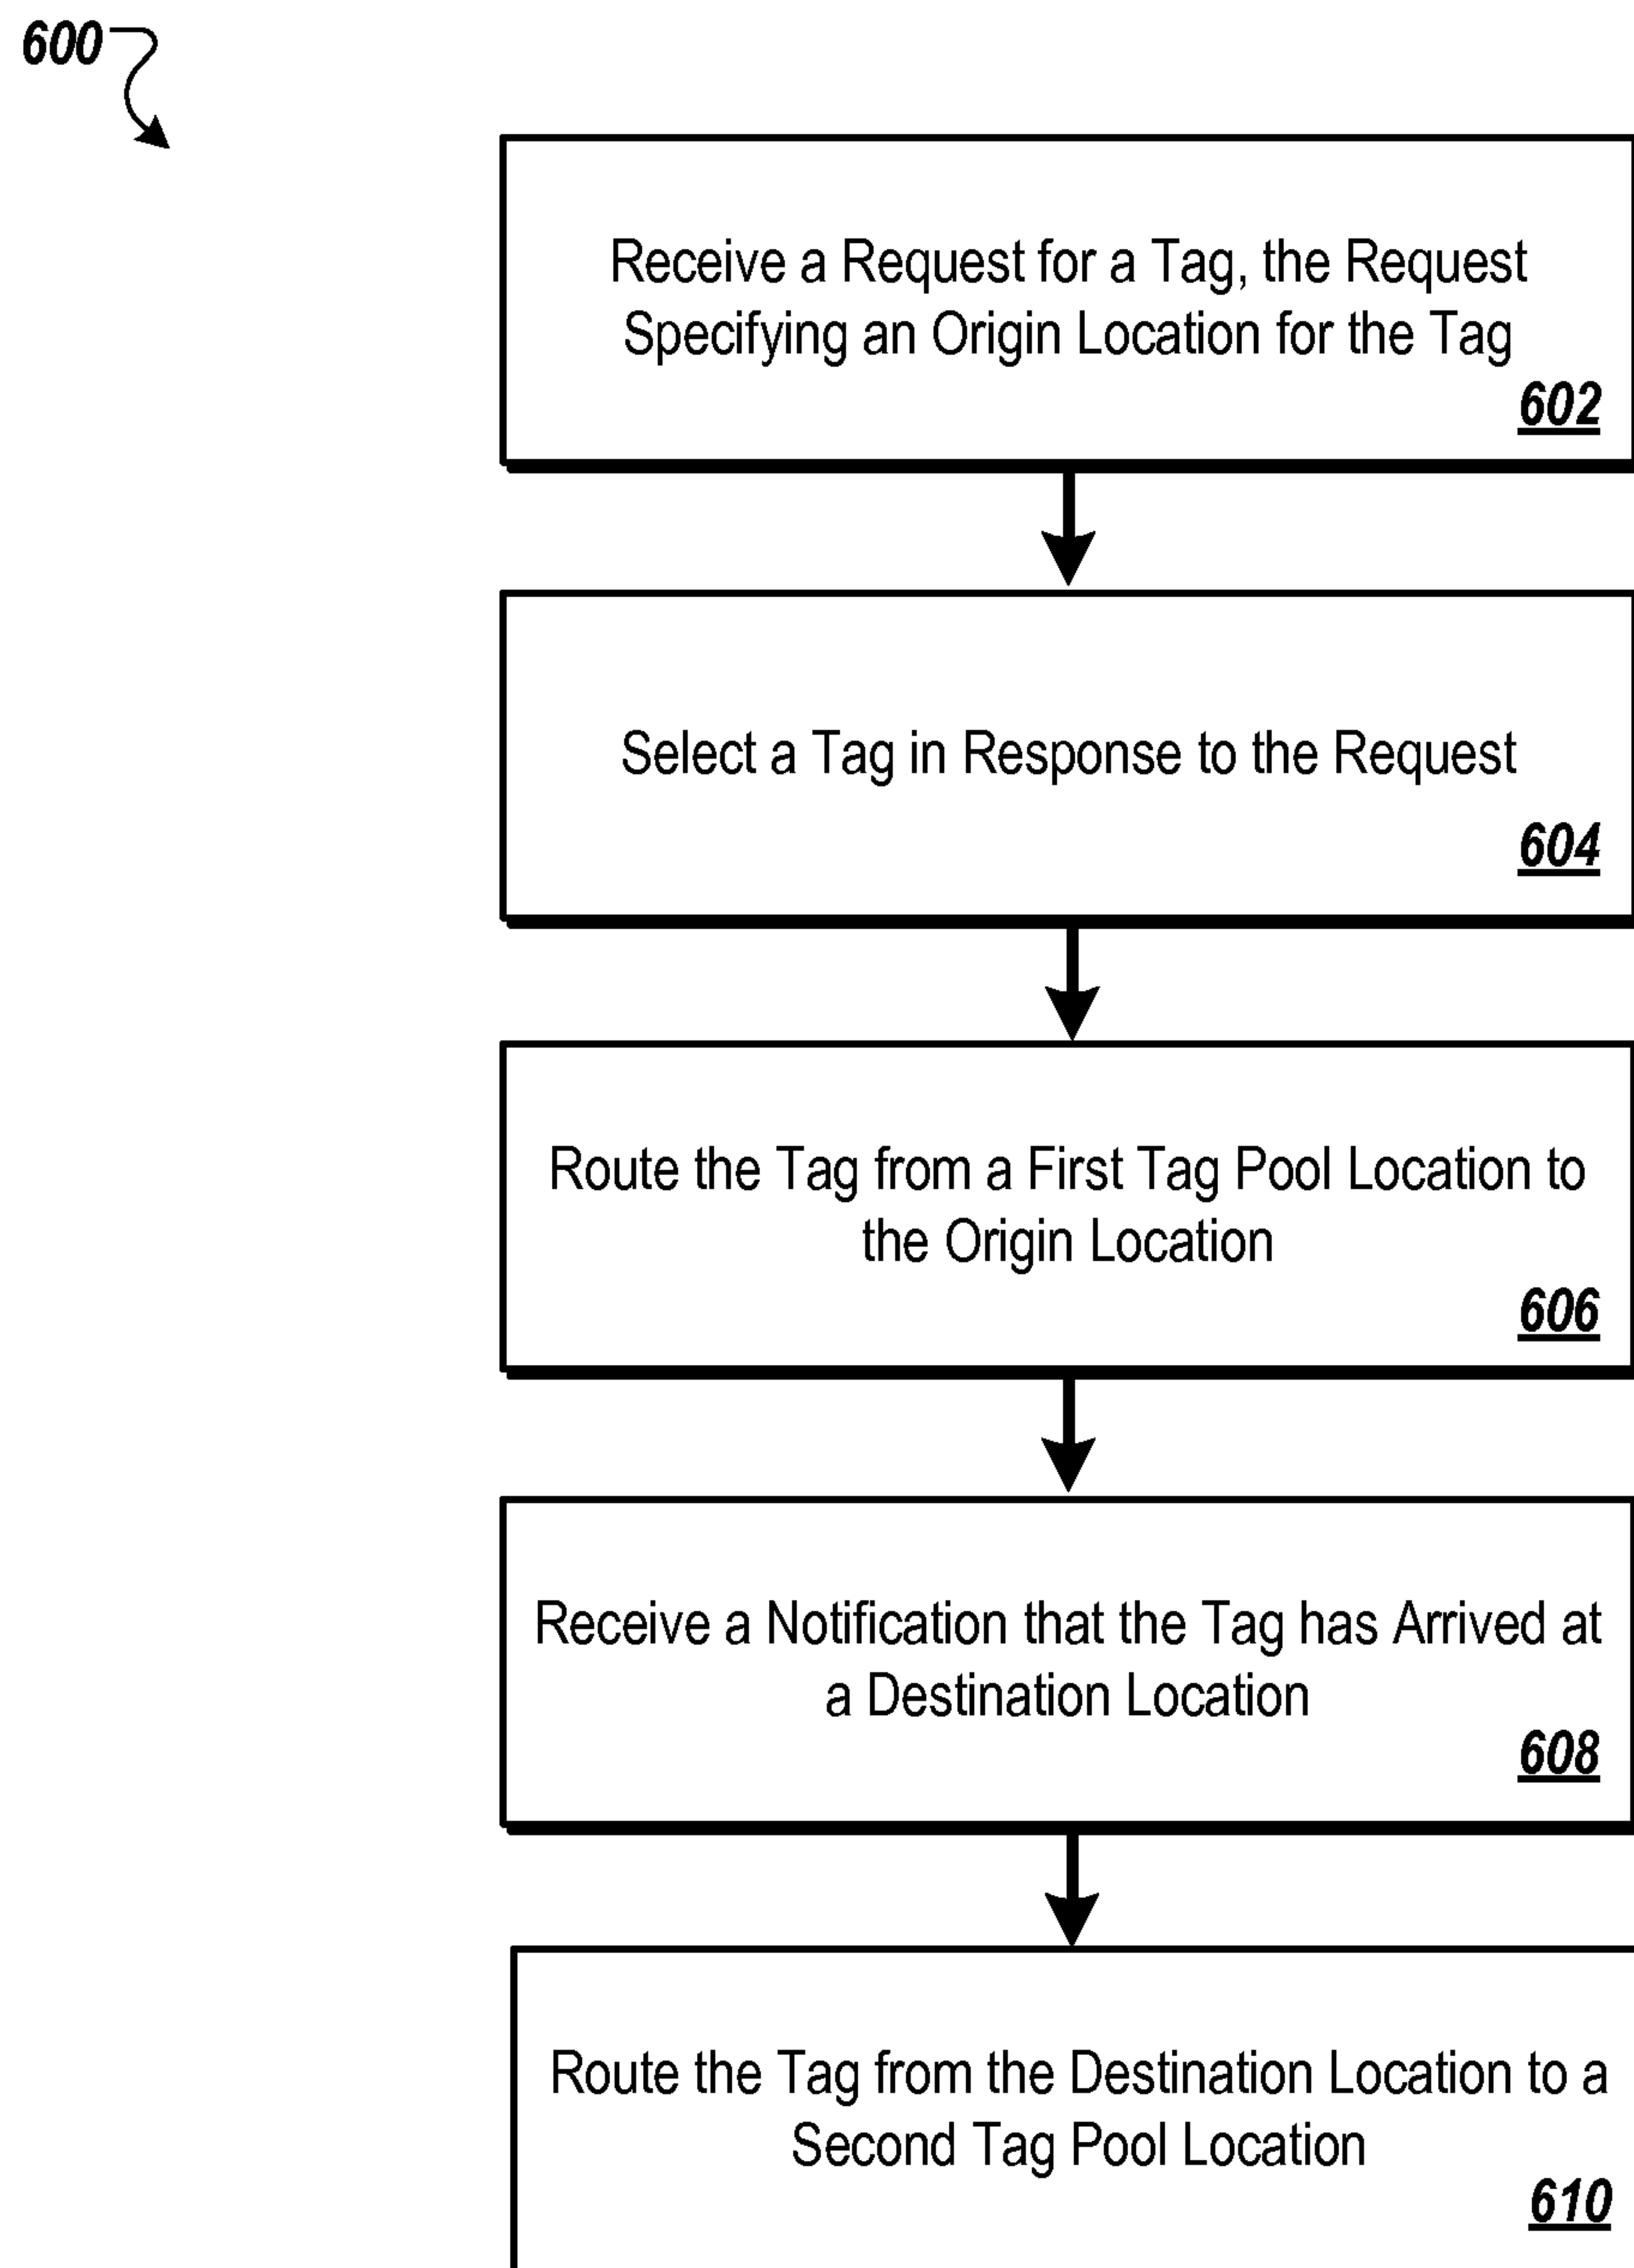 600
Receive a Request for a Tag, the Request
Specifying an Origin Location for the Tag
602
Select a Tag in Response to the Request
604
Route the Tag from a First Tag Pool Location to
the Origin Location
606
Receive a Notification that the Tag has Arrived at
a Destination Location
608
Route the Tag from the Destination Location to a
Second Tag Pool Location
610